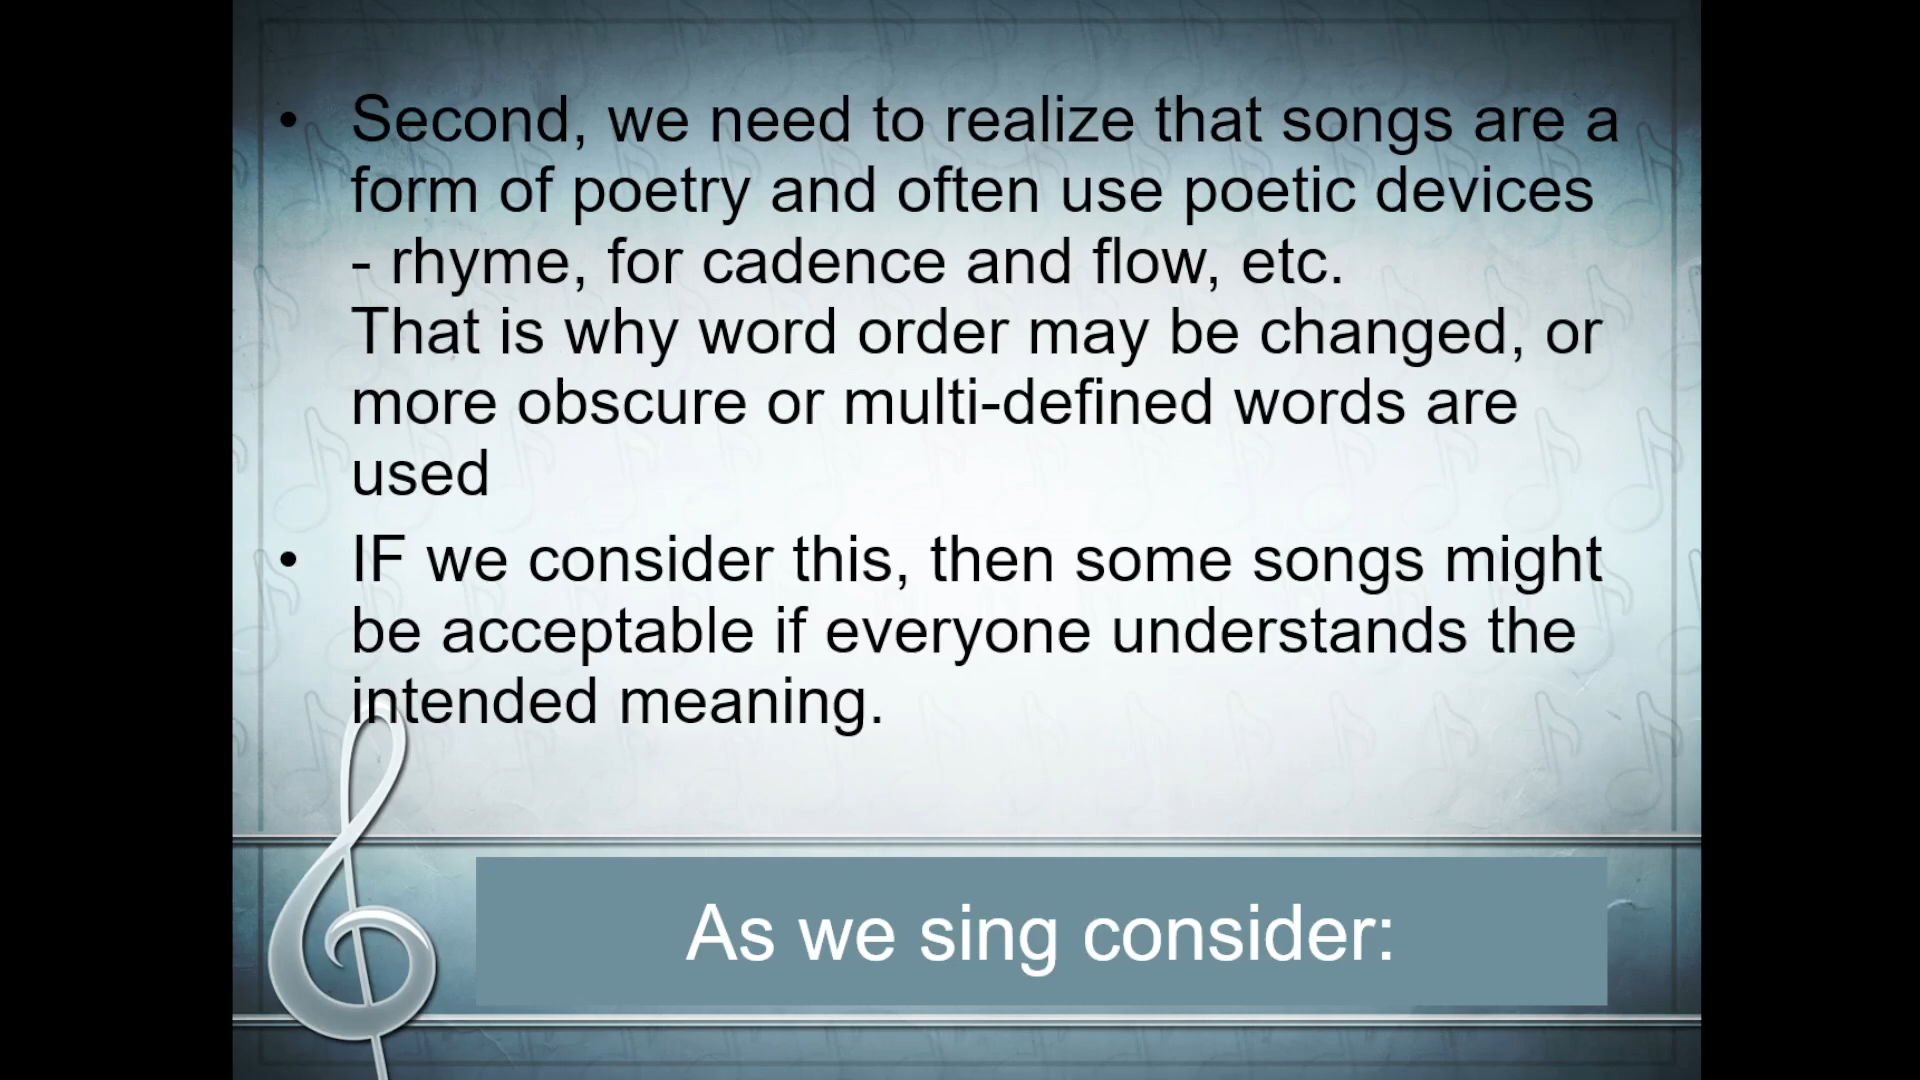 • Second, we need to realize that songs are a
form of poetry and often use poetic devices
- rhyme, for cadence and flow, etc.
That is why word order may be changed, or
more obscure or multi-defined words are
used
• IF we consider this, then some songs might
be acceptable if everyone understands the
intended meaning.
As we sing consider: